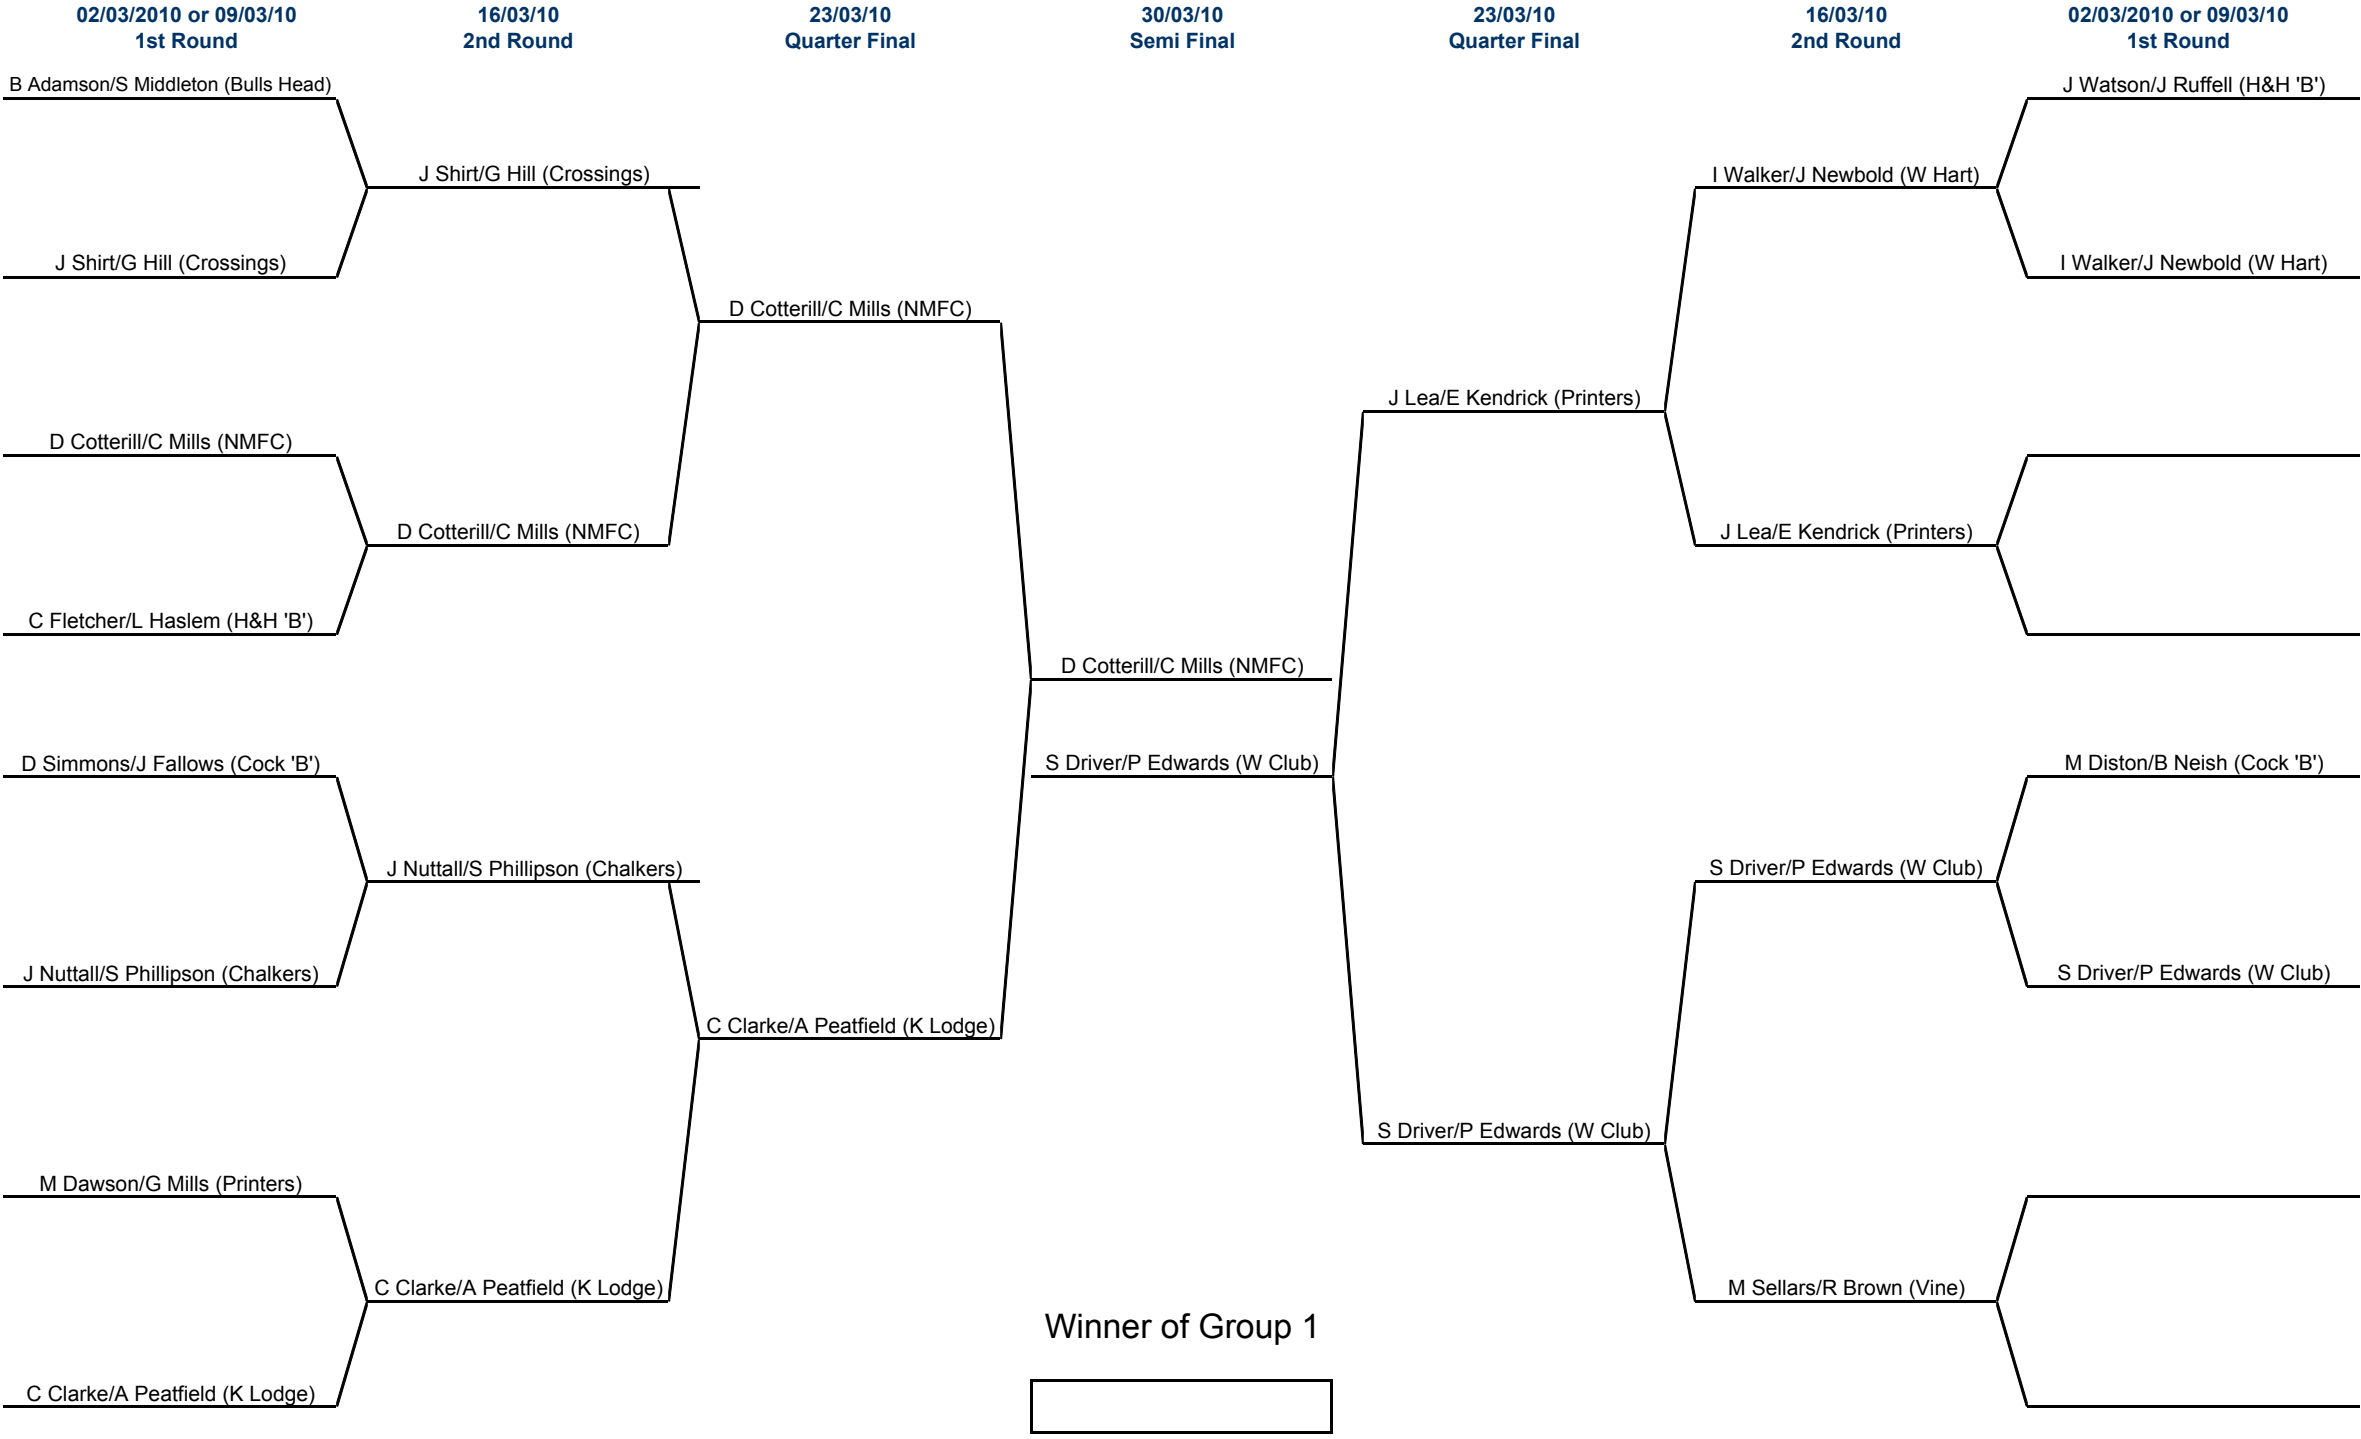 02/03/2010 or 09/03/10
1st Round
16/03/10
2nd Round
23/03/10
Quarter Final
30/03/10
Semi Final
23/03/10
Quarter Final
16/03/10
2nd Round
02/03/2010 or 09/03/10
1st Round
B Adamson/S Middleton (Bulls Head)
J Shirt/G Hill (Crossings)
D Cotterill/C Mills (NMFC)
C Fletcher/L Haslem (H&H 'B')
D Simmons/J Fallows (Cock 'B')
J Nuttall/S Phillipson (Chalkers)
M Dawson/G Mills (Printers)
C Clarke/A Peatfield (K Lodge)
J Shirt/G Hill (Crossings)
D Cotterill/C Mills (NMFC)
J Nuttall/S Phillipson (Chalkers)
C Clarke/A Peatfield (K Lodge)
D Cotterill/C Mills (NMFC)
C Clarke/A Peatfield (K Lodge)
D Cotterill/C Mills (NMFC)
S Driver/P Edwards (W Club)
Winner of Group 1
J Lea/E Kendrick (Printers)
S Driver/P Edwards (W Club)
I Walker/J Newbold (W Hart)
J Lea/E Kendrick (Printers)
S Driver/P Edwards (W Club)
M Sellars/R Brown (Vine)
J Watson/J Ruffell (H&H 'B')
I Walker/J Newbold (W Hart)
M Diston/B Neish (Cock 'B')
S Driver/P Edwards (W Club)